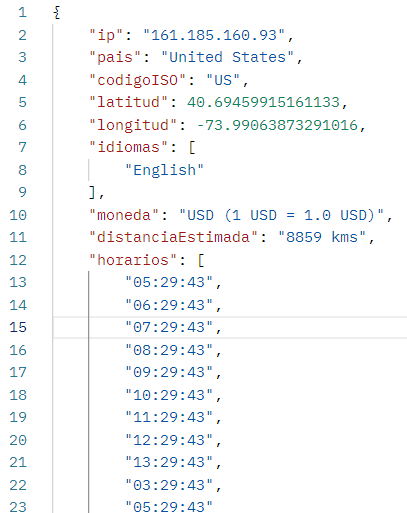 1 {
2 "ip": "161.185.160.93",
3 "pais": "United States",
4 "codigoISO": "US",
5 "latitud": 40.69459915161133,
6 "longitud": -73.99063873291016,
7 "idiomas": [
8 "English"
9 ],
10 "moneda": "USD (1 USD = 1.0 USD)",
11 "distanciaEstimada": "8859 kms",
12 "horarios": [
13 "05:29:43",
14 "06:29:43",
15 "07:29:43",
16 "08:29:43",
17 "09:29:43",
18 "10:29:43",
19 "11:29:43",
20 "12:29:43",
21 "13:29:43",
22 "03:29:43",
23 "05:29:43"